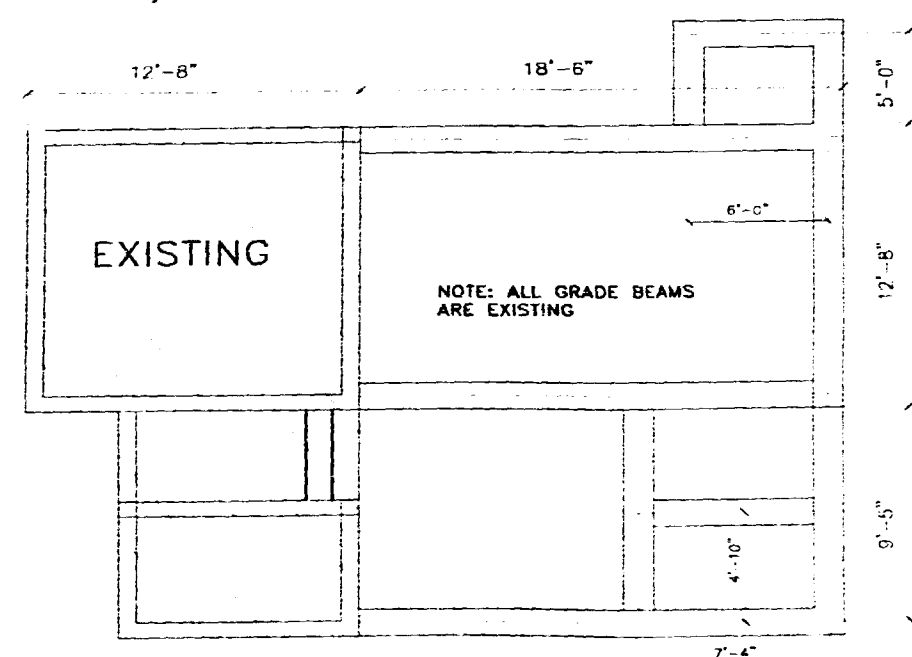 12'-8"
18'-6"
5'-0"
6'-0"
EXISTING
12'-8"
NOTE: ALL GRADE BEAMS
ARE EXISTING
9'-5"
4'-10"
7'-4"